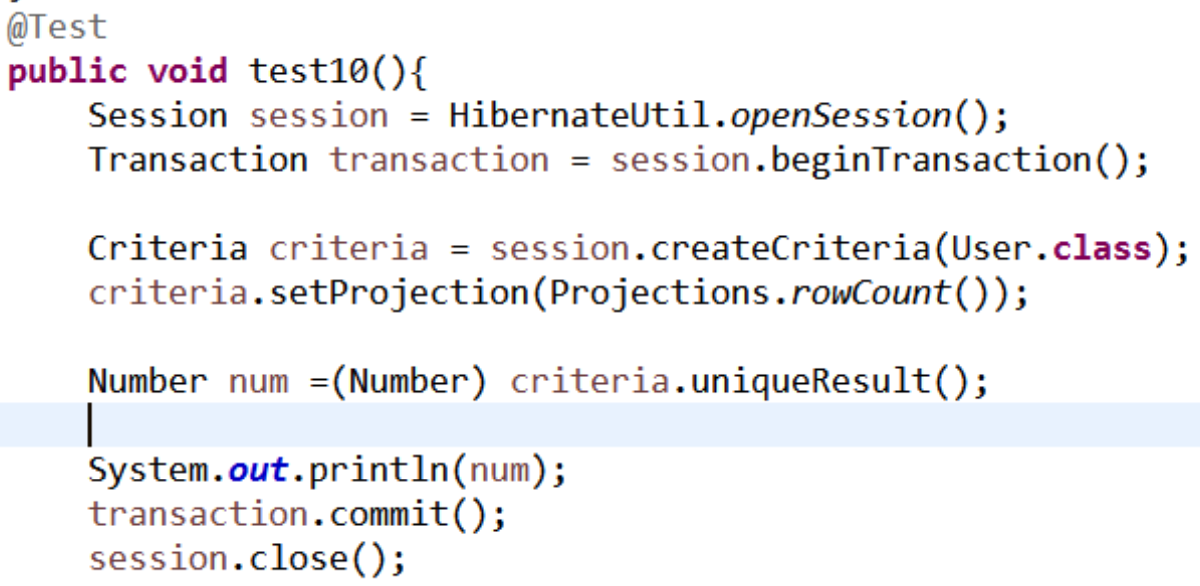 @Test
public void test10(){
    Session session = HibernateUtil.openSession();
    Transaction transaction = session.beginTransaction();

    Criteria criteria = session.createCriteria(User.class);
    criteria.setProjection(Projections.rowCount());

    Number num =(Number) criteria.uniqueResult();

    System.out.println(num);
    transaction.commit();
    session.close();